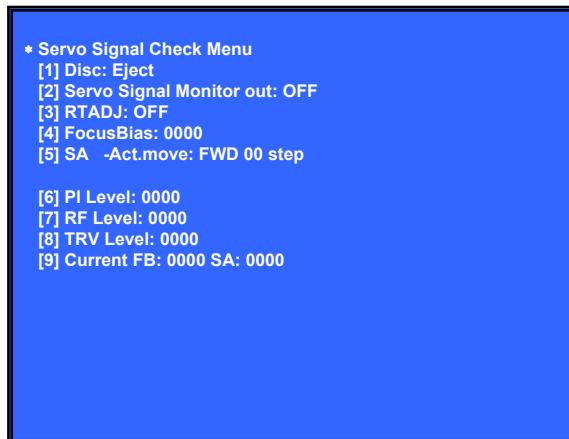 * Servo Signal Check Menu
[1] Disc: Eject
[2] Servo Signal Monitor out: OFF
[3] RTADJ: OFF
[4] FocusBias: 0000
[5] SA -Act.move: FWD 00 step
[6] PI Level: 0000
[7] RF Level: 0000
[8] TRV Level: 0000
[9] Current FB: 0000 SA: 0000